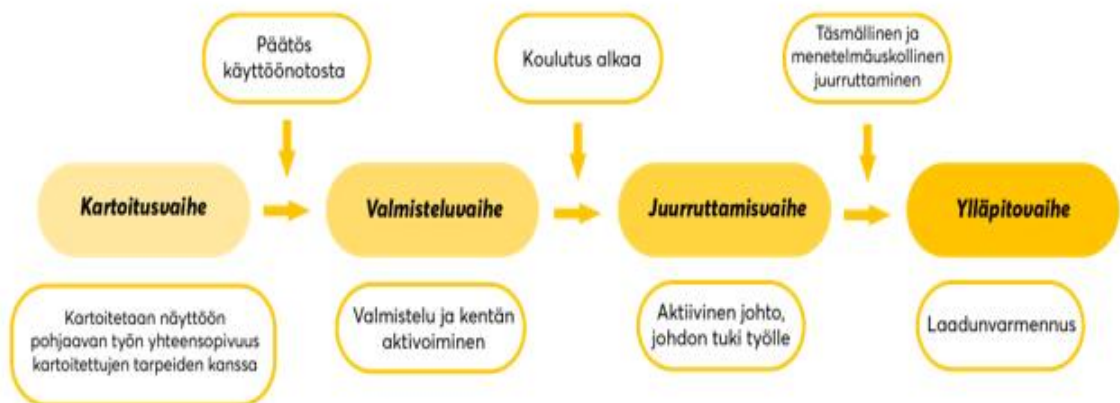 Päätös
käyttöönotosta
Koulutus alkaa
Täsmällinen ja
menetelmäuskollinen
juurruttaminen
Kartoitusvaihe
Valmisteluvaihe
Juurruttamisvaihe
Ylläpitovaihe
Kartoitetaan näyttöön
pohjaavan työn yhteensopivuus
kartoitettujen tarpeiden kanssa
Valmistelu ja kentän
aktivoiminen
Aktiivinen johto,
johdon tuki työlle
Laadunvarmennus